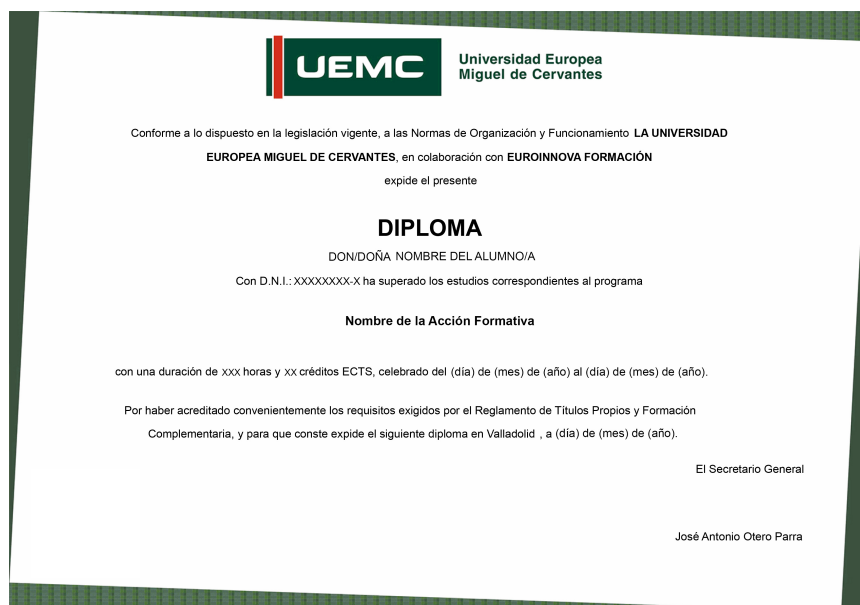 UEMC
Universidad Europea
Miguel de Cervantes
Conforme a lo dispuesto en la legislación vigente, a las Normas de Organización y Funcionamiento LA UNIVERSIDAD
EUROPEA MIGUEL DE CERVANTES, en colaboración con EUROINNOVA FORMACIÓN
expide el presente
DIPLOMA
DON/DOÑA NOMBRE DEL ALUMNO/A
Con D.N.I.: XXXXXXXX-X ha superado los estudios correspondientes al programa
Nombre de la Acción Formativa
con una duración de XXX horas y XX créditos ECTS, celebrado del (día) de (mes) de (año) al (día) de (mes) de (año).
Por haber acreditado convenientemente los requisitos exigidos por el Reglamento de Títulos Propios y Formación
Complementaria, y para que conste expide el siguiente diploma en Valladolid , a (día) de (mes) de (año).
El Secretario General
José Antonio Otero Parra